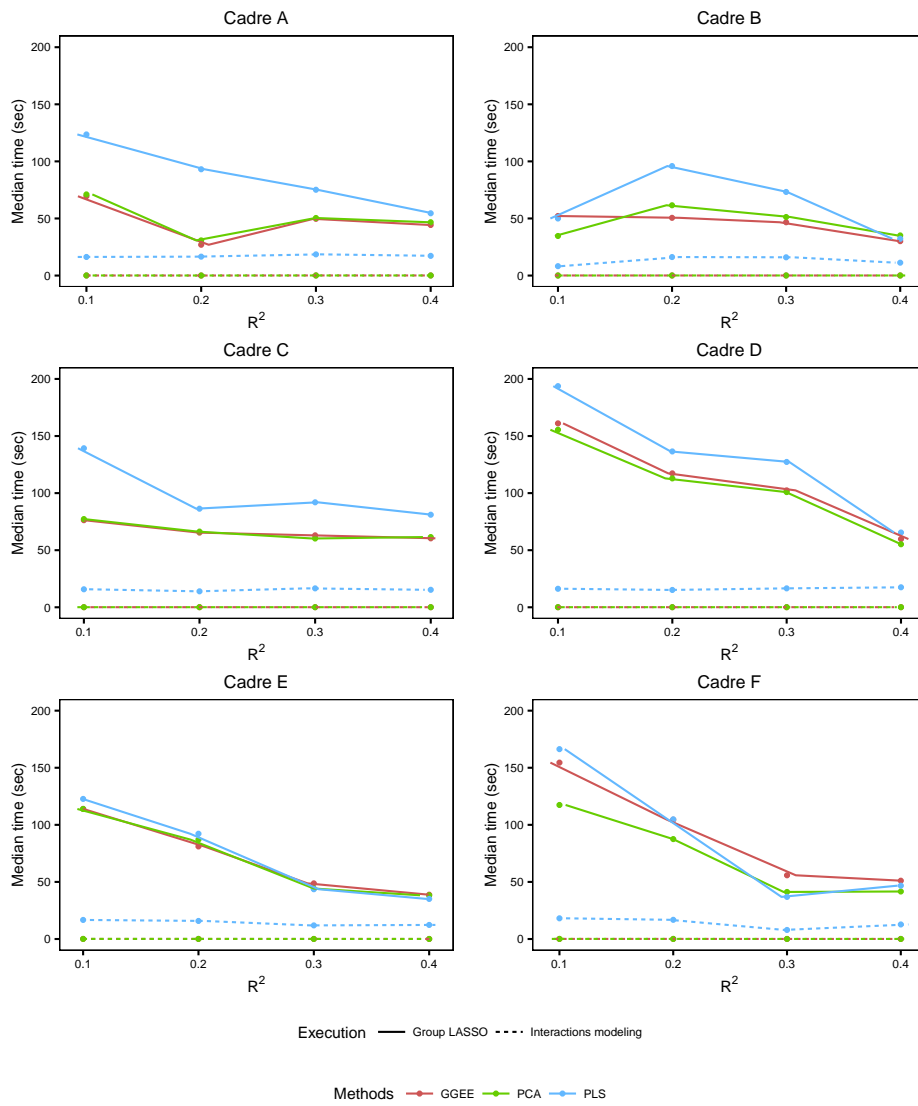 Cadre A
Cadre B
200
150
100
50
0
Median time (sec)
0.1 0.2 0.3 0.4
R²
200
150
100
50
0
Median time (sec)
0.1 0.2 0.3 0.4
R²
Cadre C
Cadre D
200
150
100
50
0
Median time (sec)
0.1 0.2 0.3 0.4
R²
200
150
100
50
0
Median time (sec)
0.1 0.2 0.3 0.4
R²
Cadre E
Cadre F
200
150
100
50
0
Median time (sec)
0.1 0.2 0.3 0.4
R²
200
150
100
50
0
Median time (sec)
0.1 0.2 0.3 0.4
R²
Execution Group LASSO Interactions modeling
Methods GGEE PCA PLS